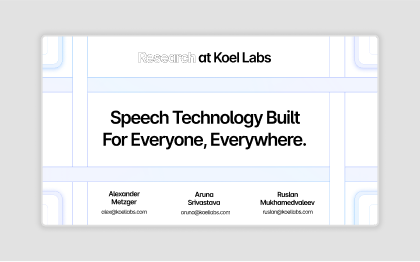 Research at Koel Labs
Speech Technology Built
For Everyone, Everywhere.
Alexander
Metzger
alex@koellabs.com
Aruna
Srivastava
aruna@koellabs.com
Ruslan
Mukhamedvaleev
ruslan@koellabs.com